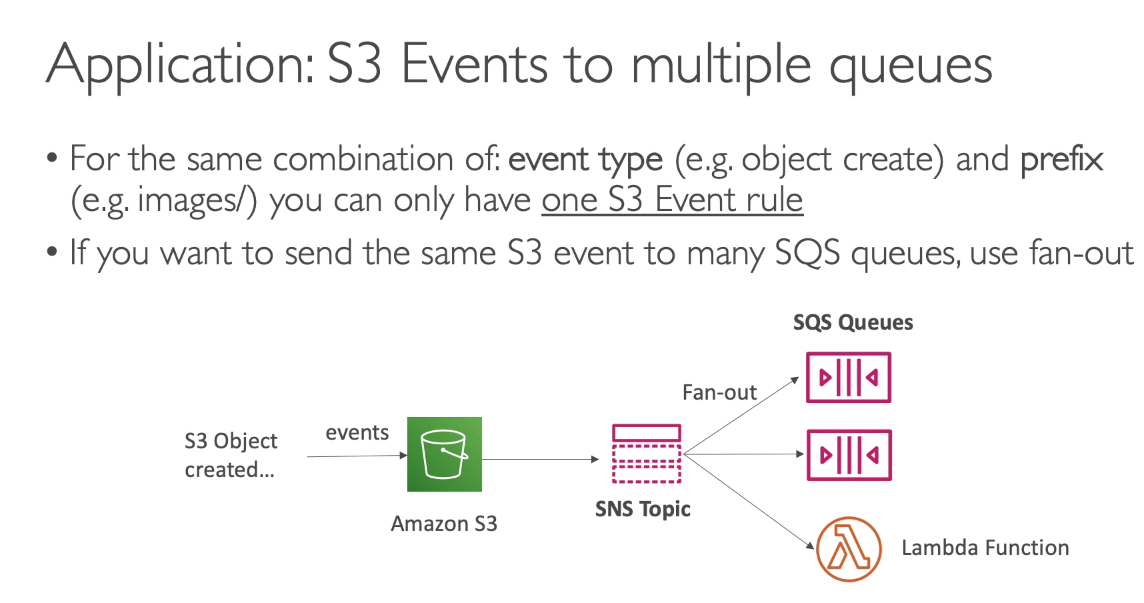 Application: S3 Events to multiple queues
• For the same combination of: event type (e.g. object create) and prefix
(e.g. images/) you can only have one S3 Event rule
• If you want to send the same S3 event to many SQS queues, use fan-out
SQS Queues
Fan-out
S3 Object
created...
events
Amazon S3
SNS Topic
Lambda Function